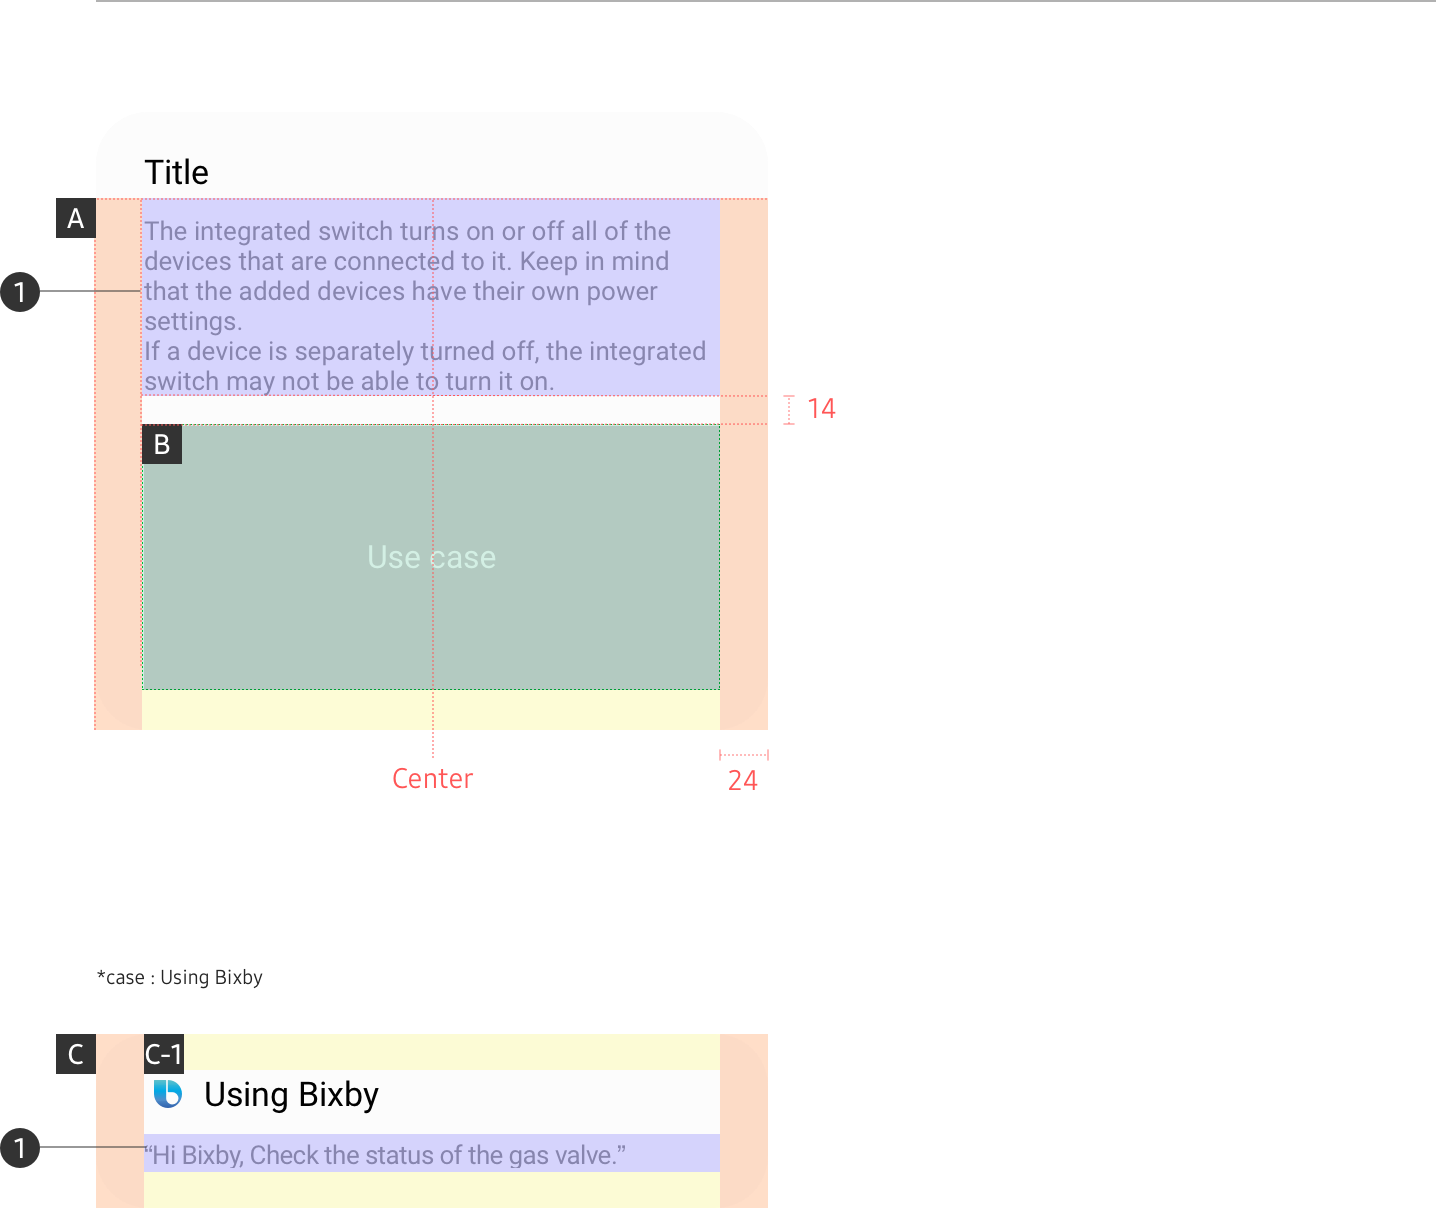 Title
A
The integrated switch turns on or off all of the
devices that are connected to it. Keep in mind
1
that the added devices have their own power
settings.
If a device is separately turned off, the integrated
switch may not be able to turn it on.
14
B
Use case
Center
24
*case : Using Bixby
C
C-1
Using Bixby
1
“Hi Bixby, Check the status of the gas valve.”